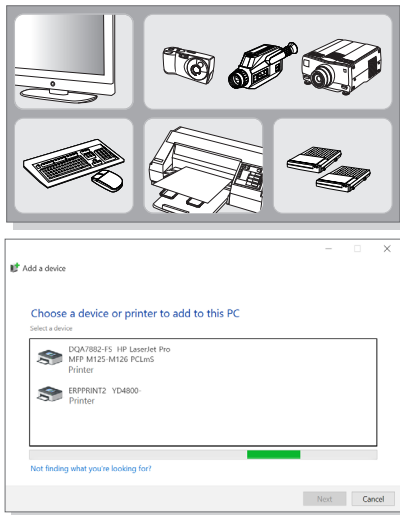 Add a device
Choose a device or printer to add to this PC
Select a device
DQA7882-FS HP LaserJet Pro
MFP M125-M126 PCLmS
Printer
ERPPRINT2 YD4800-
Printer
Not finding what you're looking for?
Next Cancel